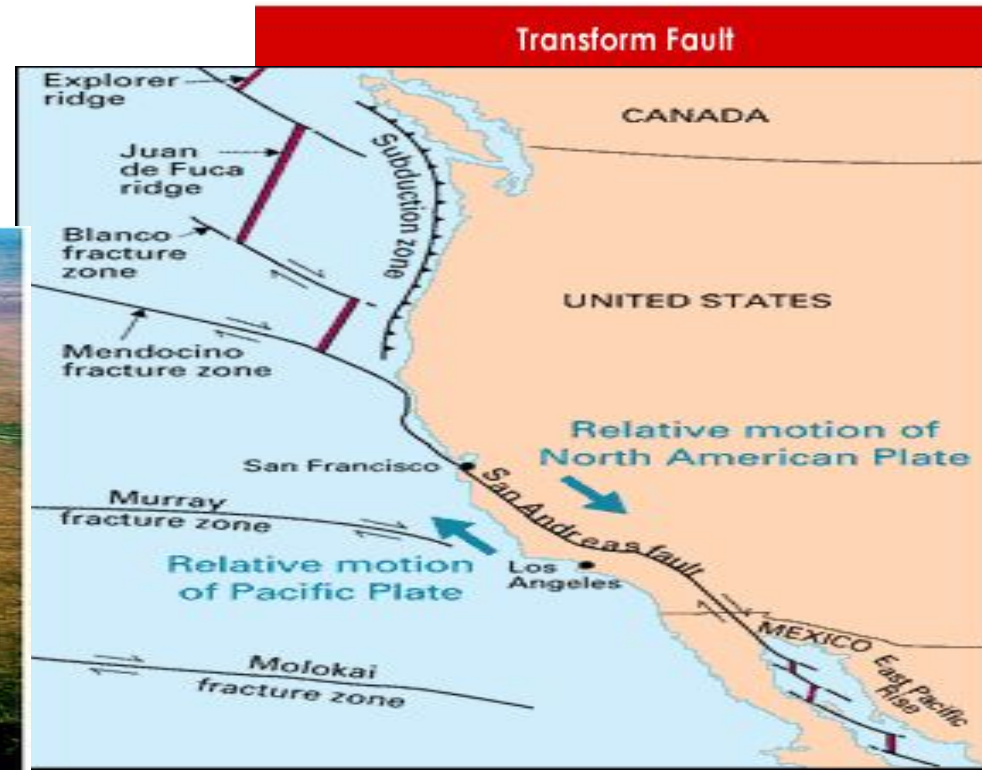 Transform Fault
Explorer
ridge
CANADA
Juan
de Fuca
ridge
Subduction zone
Blanco
fracture
zone
UNITED STATES
Mendocino
fracture zone
Relative motion of
North American Plate
San Francisco
San Andreas fault
Murray
fracture zone
Relative motion
of Pacific Plate
Los
Angeles
MEXICO
East Pacific
Rise
Molokai
fracture zone